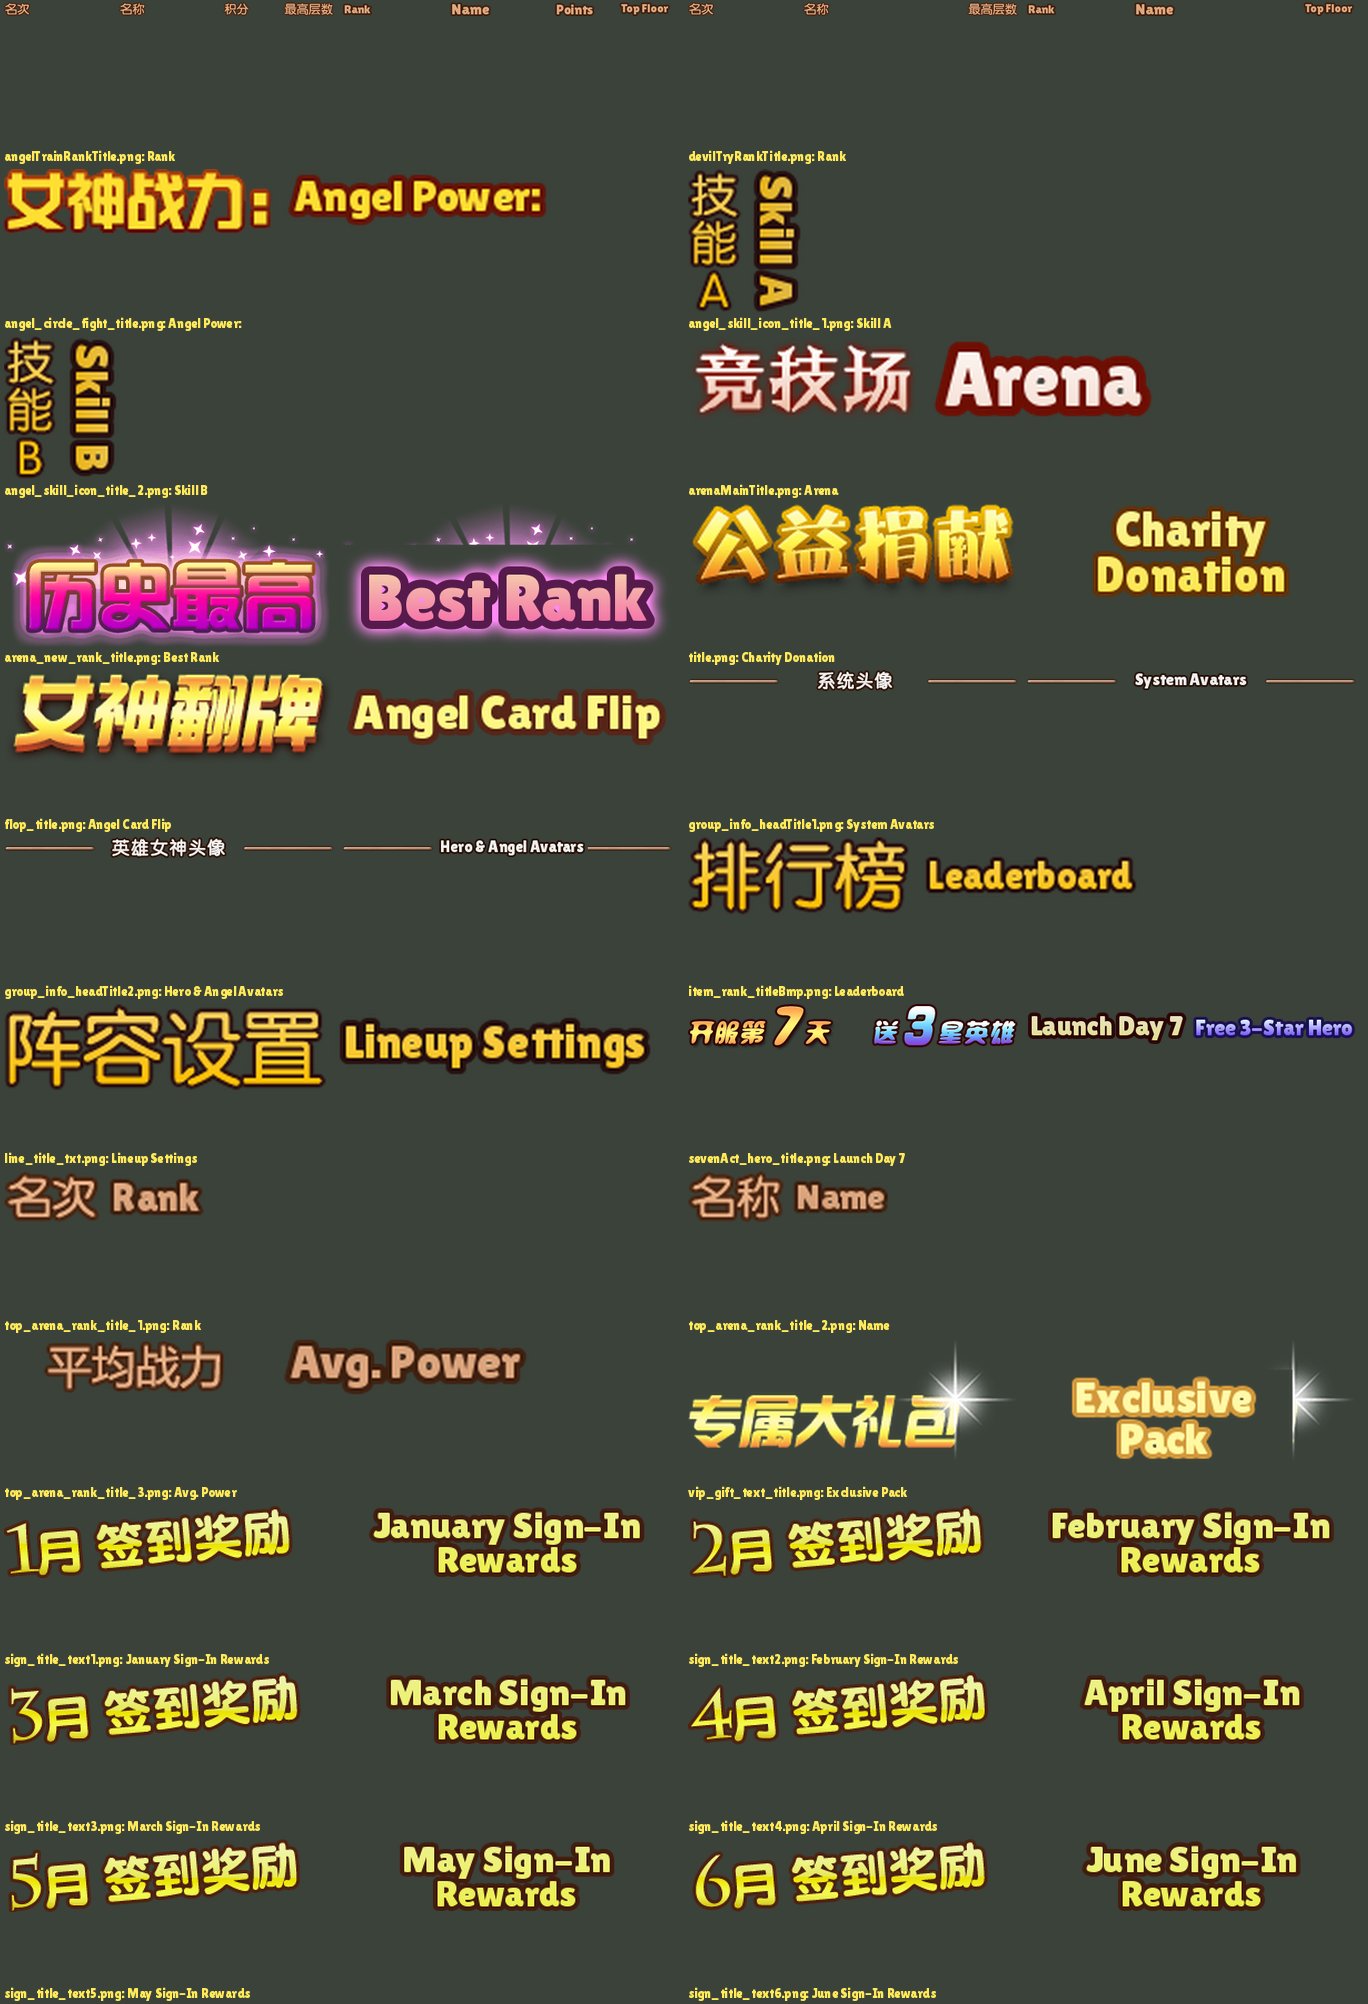 名次 名称 积分 最高层数 Rank Name Points Top Floor
名次 名称 最高层数 Rank Name Top Floor
angelTrainRankTitle.png: Rank
devilTryRankTitle.png: Rank
女神战力: Angel Power:
技能A Skill A
angel_circle_fight_title.png: Angel Power:
angel_skill_icon_title_1.png: Skill A
技能B Skill B
竞技场 Arena
angel_skill_icon_title_2.png: Skill B
arenaMainTitle.png: Arena
历史最高 Best Rank
公益捐献 Charity
Donation
arena_new_rank_title.png: Best Rank
title.png: Charity Donation
女神翻牌 Angel Card Flip
系统头像 System Avatars
flop_title.png: Angel Card Flip
group_info_headTitle1.png: System Avatars
英雄女神头像 Hero & Angel Avatars
排行榜 Leaderboard
group_info_headTitle2.png: Hero & Angel Avatars
item_rank_titleBmp.png: Leaderboard
阵容设置 Lineup Settings
开服第7天 送3星英雄 Launch Day 7 Free 3-Star Hero
line_title_txt.png: Lineup Settings
sevenAct_hero_title.png: Launch Day 7
名次 Rank
名称 Name
top_arena_rank_title_1.png: Rank
top_arena_rank_title_2.png: Name
平均战力 Avg. Power
专属大礼包 Exclusive
Pack
top_arena_rank_title_3.png: Avg. Power
vip_gift_text_title.png: Exclusive Pack
1月 签到奖励 January Sign-In
Rewards
2月 签到奖励 February Sign-In
Rewards
sign_title_text1.png: January Sign-In Rewards
sign_title_text2.png: February Sign-In Rewards
3月 签到奖励 March Sign-In
Rewards
4月 签到奖励 April Sign-In
Rewards
sign_title_text3.png: March Sign-In Rewards
sign_title_text4.png: April Sign-In Rewards
5月 签到奖励 May Sign-In
Rewards
6月 签到奖励 June Sign-In
Rewards
sign_title_text5.png: May Sign-In Rewards
sign_title_text6.png: June Sign-In Rewards